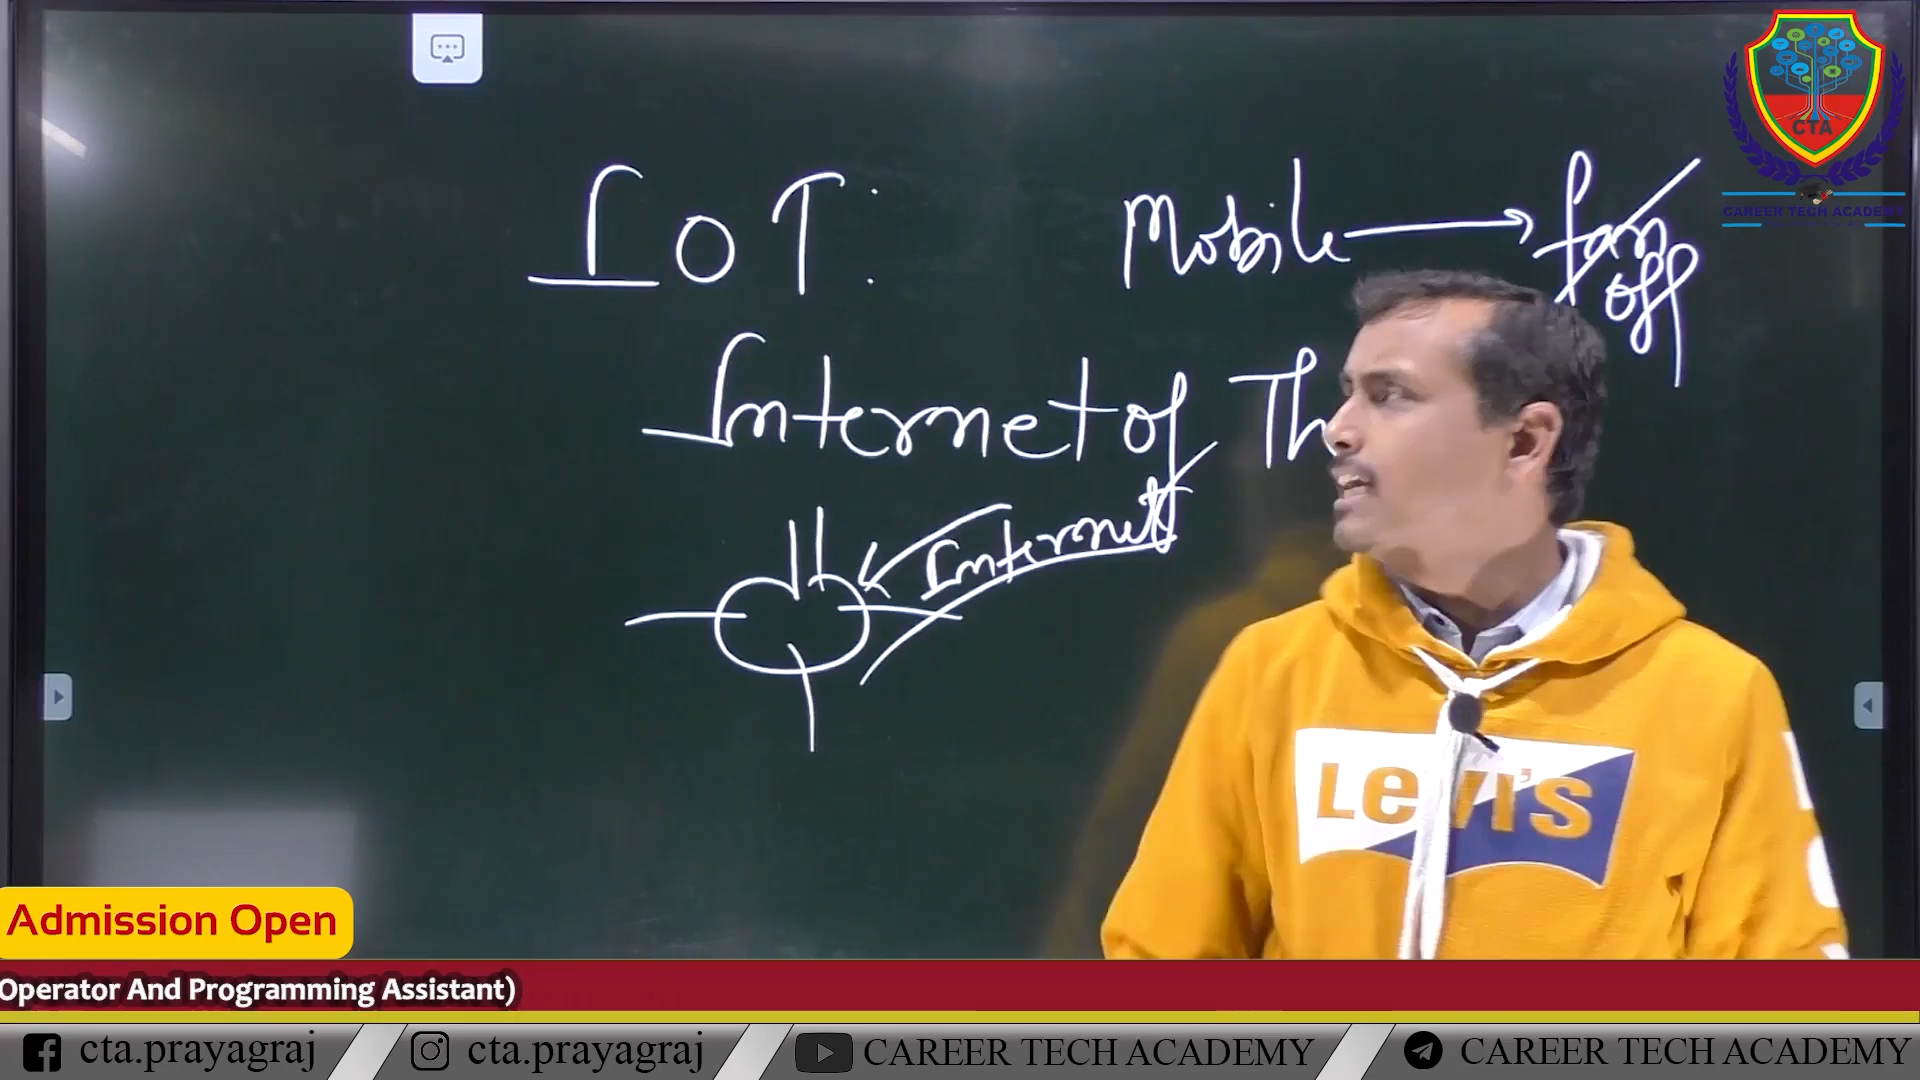 CTA
CAREER TECH ACADEMY
IOT:
Mobile → fan
off
Internet of Th
Internet
Levi's
Admission Open
Operator And Programming Assistant)
cta.prayagraj
cta.prayagraj
CAREER TECH ACADEMY
CAREER TECH ACADEMY